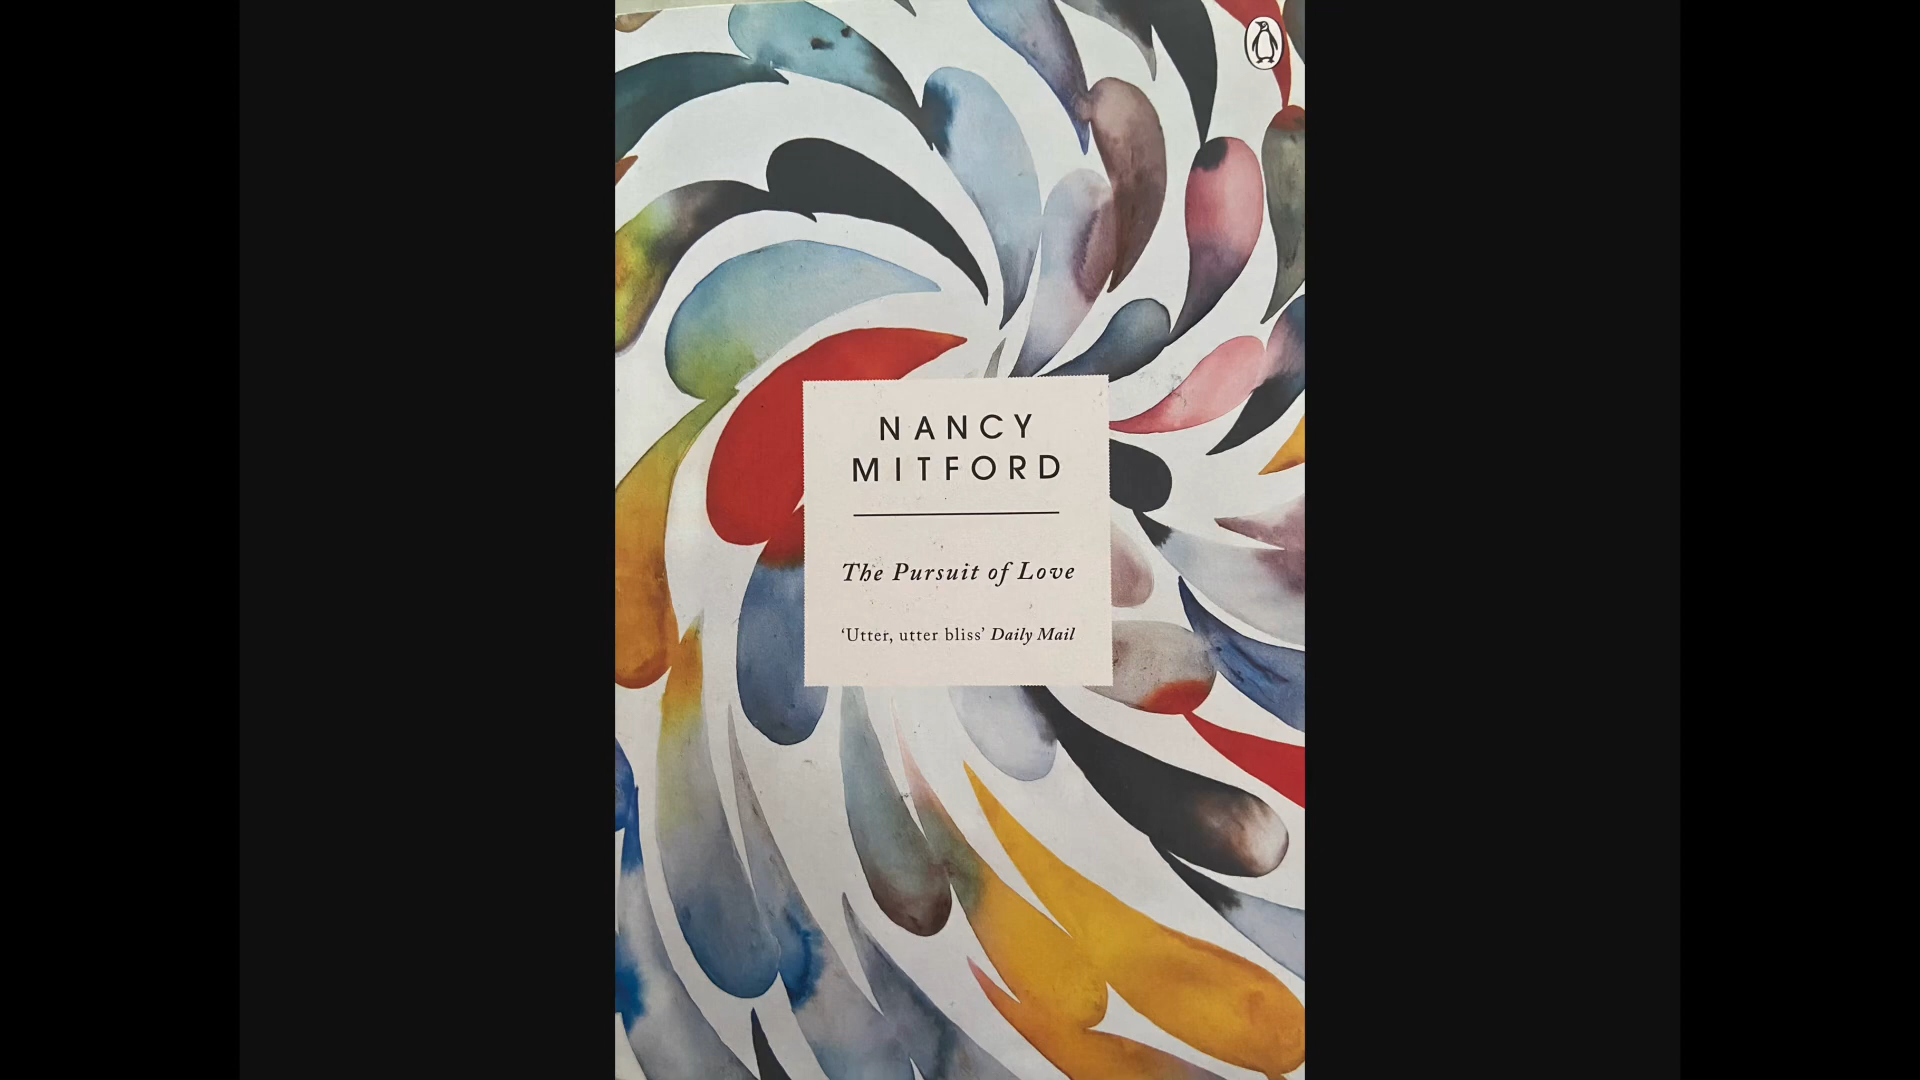 NANCY
MITFORD
The Pursuit of Love
‘Utter, utter bliss’ Daily Mail